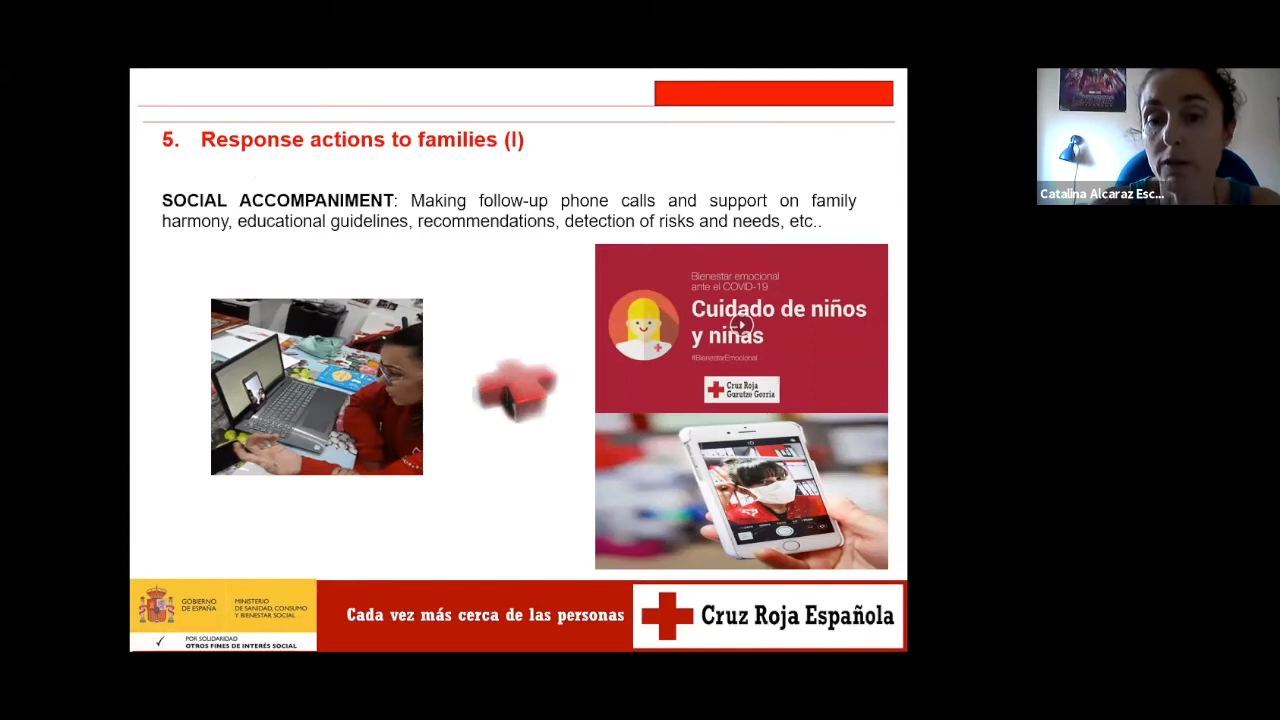 5. Response actions to families (I)
SOCIAL ACCOMPANIMENT: Making follow-up phone calls and support on family
harmony, educational guidelines, recommendations, detection of risks and needs, etc..
Bienestar emocional
ante el COVID-19
Cuidado de niños
y niñas
#BienestarEmocional
Cruz Roja
Gurutze Gorria
GOBIERNO
DE ESPAÑA
MINISTERIO
DE SANIDAD, CONSUMO
Y BIENESTAR SOCIAL
POR SOLIDARIDAD
OTROS FINES DE INTERÉS SOCIAL
Cada vez más cerca de las personas
Cruz Roja Española
Catalina Alcaraz Esc...